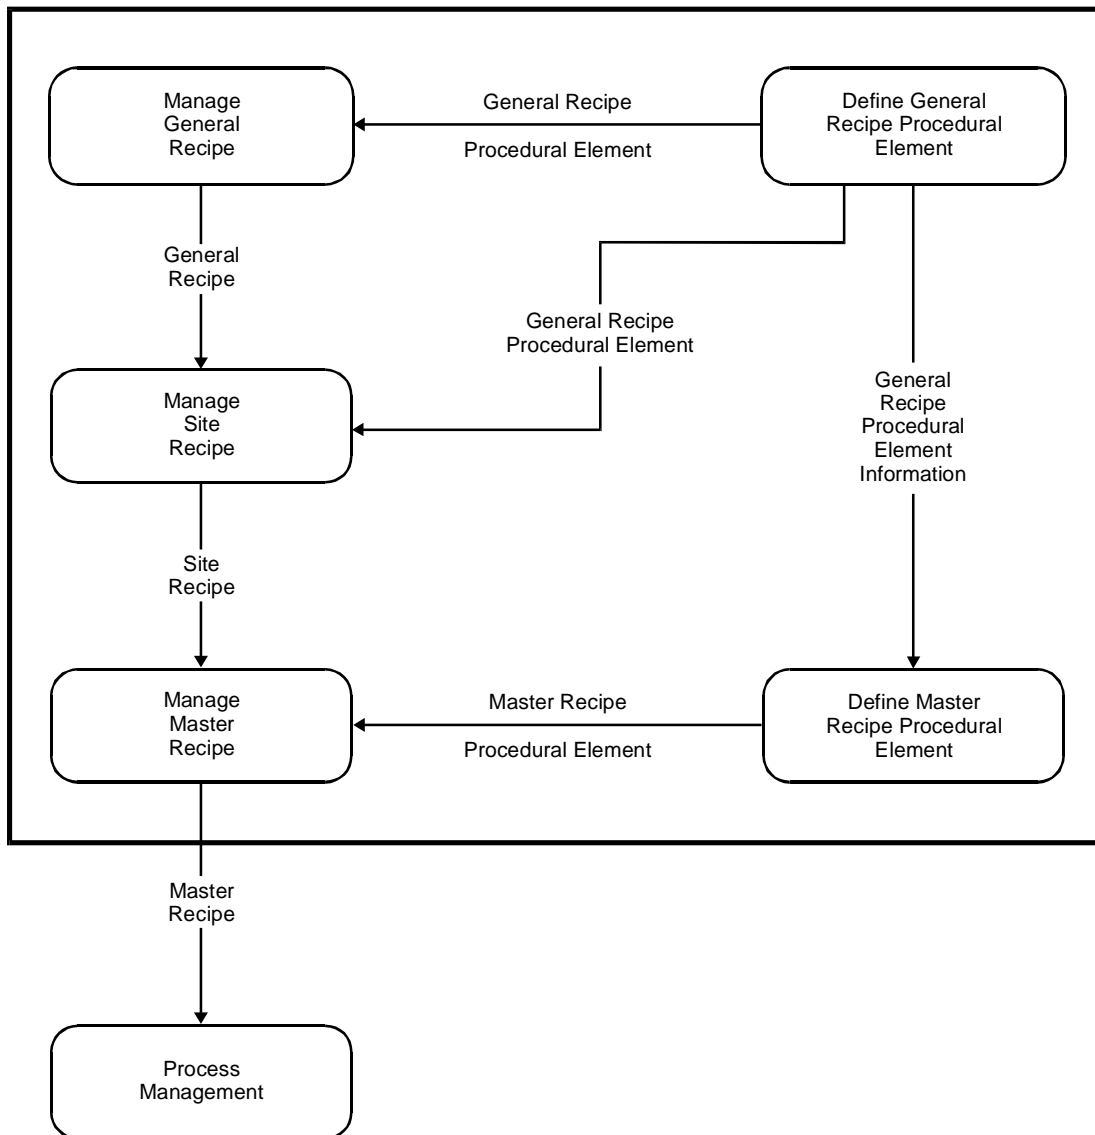 Manage
General
Recipe
General Recipe
Procedural Element
Define General
Recipe Procedural
Element
General
Recipe
General Recipe
Procedural Element
General
Recipe
Procedural
Element
Information
Manage
Site
Recipe
Site
Recipe
Manage
Master
Recipe
Master Recipe
Procedural Element
Define Master
Recipe Procedural
Element
Master
Recipe
Process
Management